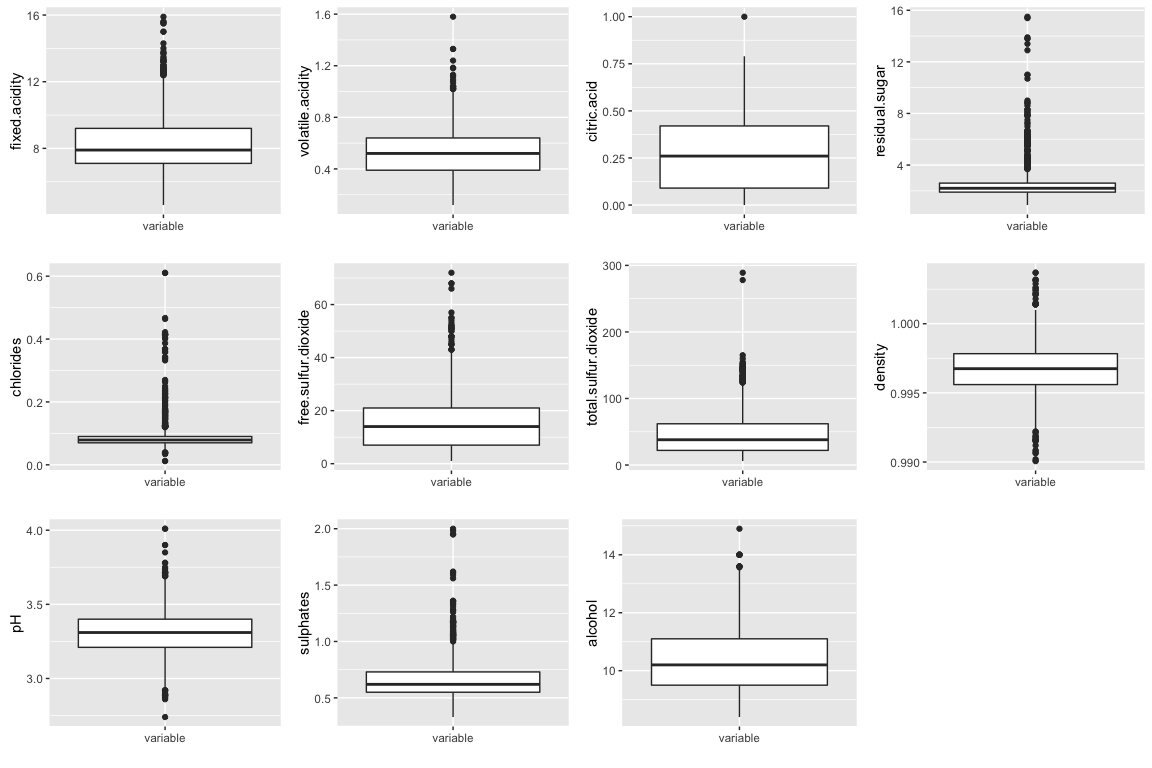 fixed.acidity
16
12
8
variable
volatile.acidity
1.6
1.2
0.8
0.4
variable
citric.acid
1.00
0.75
0.50
0.25
0.00
variable
residual.sugar
16
12
8
4
variable
chlorides
0.6
0.4
0.2
0.0
variable
free.sulfur.dioxide
60
40
20
0
variable
total.sulfur.dioxide
300
200
100
0
variable
density
1.000
0.995
0.990
variable
pH
4.0
3.5
3.0
variable
sulphates
2.0
1.5
1.0
0.5
variable
alcohol
14
12
10
variable